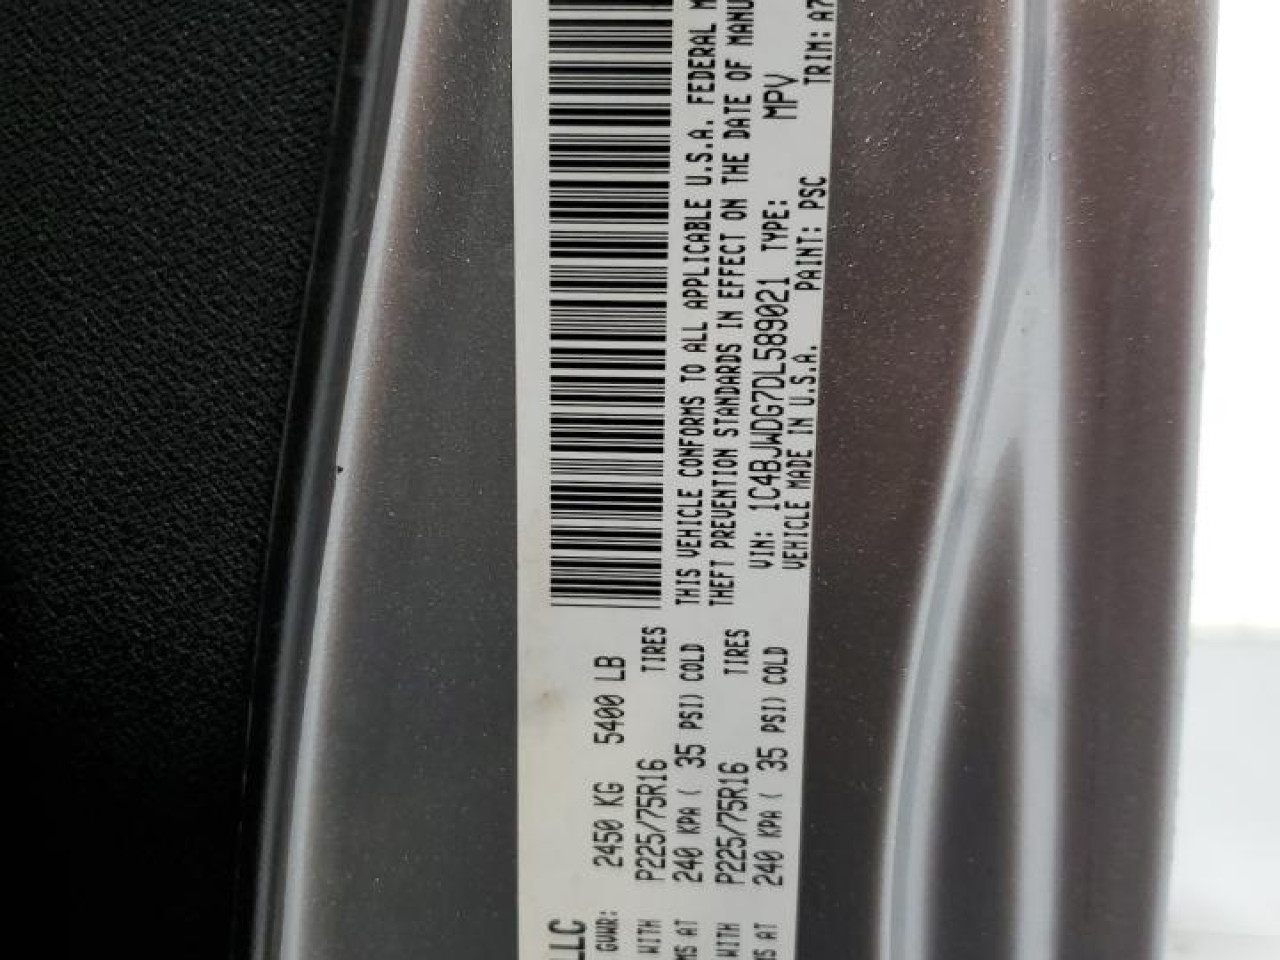 LLC
GVWR: 2450 KG 5400 LB
WITH P225/75R16 TIRES
MS AT 240 KPA ( 35 PSI) COLD
WITH P225/75R16 TIRES
MS AT 240 KPA ( 35 PSI) COLD
THIS VEHICLE CONFORMS TO ALL APPLICABLE U.S.A. FEDERAL M
THEFT PREVENTION STANDARDS IN EFFECT ON THE DATE OF MANU
VIN: 1C4BJWDG7DL589021 TYPE: MPV
VEHICLE MADE IN U.S.A. PAINT: PSC TRIM: A7